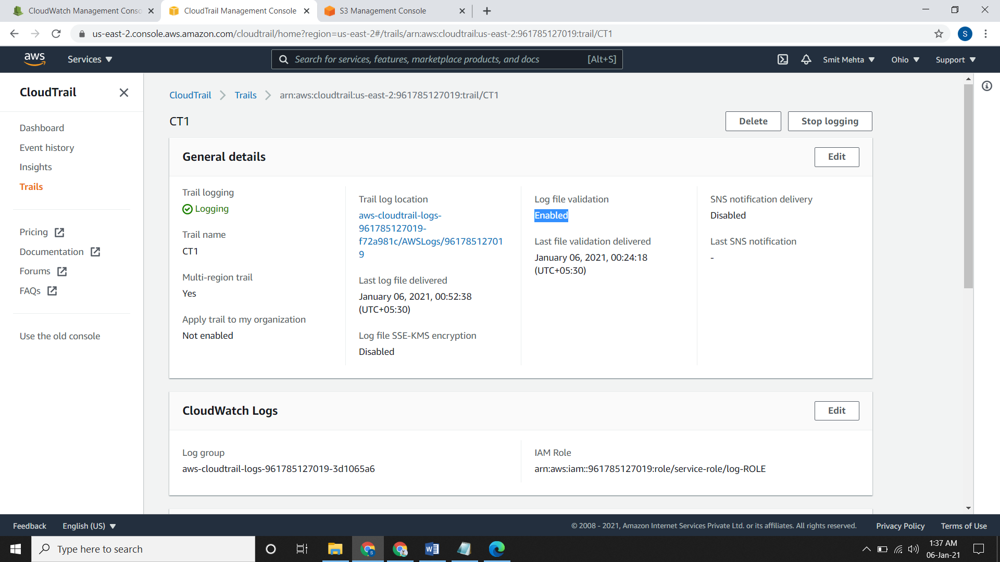 CloudWatch Management Conso
CloudTrail Management Console
S3 Management Console
us-east-2.console.aws.amazon.com/cloudtrail/home?region=us-east-2#/trails/arn:aws:cloudtrail:us-east-2:961785127019:trail/CT1
S
aws
Services
Search for services, features, marketplace products, and docs
[Alt+S]
Smit Mehta
Ohio
Support
CloudTrail
Dashboard
Event history
Insights
Trails
Pricing
Documentation
Forums
FAQs
Use the old console
CloudTrail
Trails
arn:aws:cloudtrail:us-east-2:961785127019:trail/CT1
CT1
Delete
Stop logging
General details
Edit
Trail logging
Logging
Trail name
CT1
Multi-region trail
Yes
Apply trail to my organization
Not enabled
Trail log location
aws-cloudtrail-logs-
961785127019-
f72a981c/AWSLogs/96178512701
9
Last log file delivered
January 06, 2021, 00:52:38
(UTC+05:30)
Log file SSE-KMS encryption
Disabled
Log file validation
Enabled
Last file validation delivered
January 06, 2021, 00:24:18
(UTC+05:30)
SNS notification delivery
Disabled
Last SNS notification
-
CloudWatch Logs
Edit
Log group
aws-cloudtrail-logs-961785127019-3d1065a6
IAM Role
arn:aws:iam::961785127019:role/service-role/log-ROLE
Feedback
English (US)
© 2008 - 2021, Amazon Internet Services Private Ltd. or its affiliates. All rights reserved.
Privacy Policy
Terms of Use
Type here to search
1:37 AM
06-Jan-21